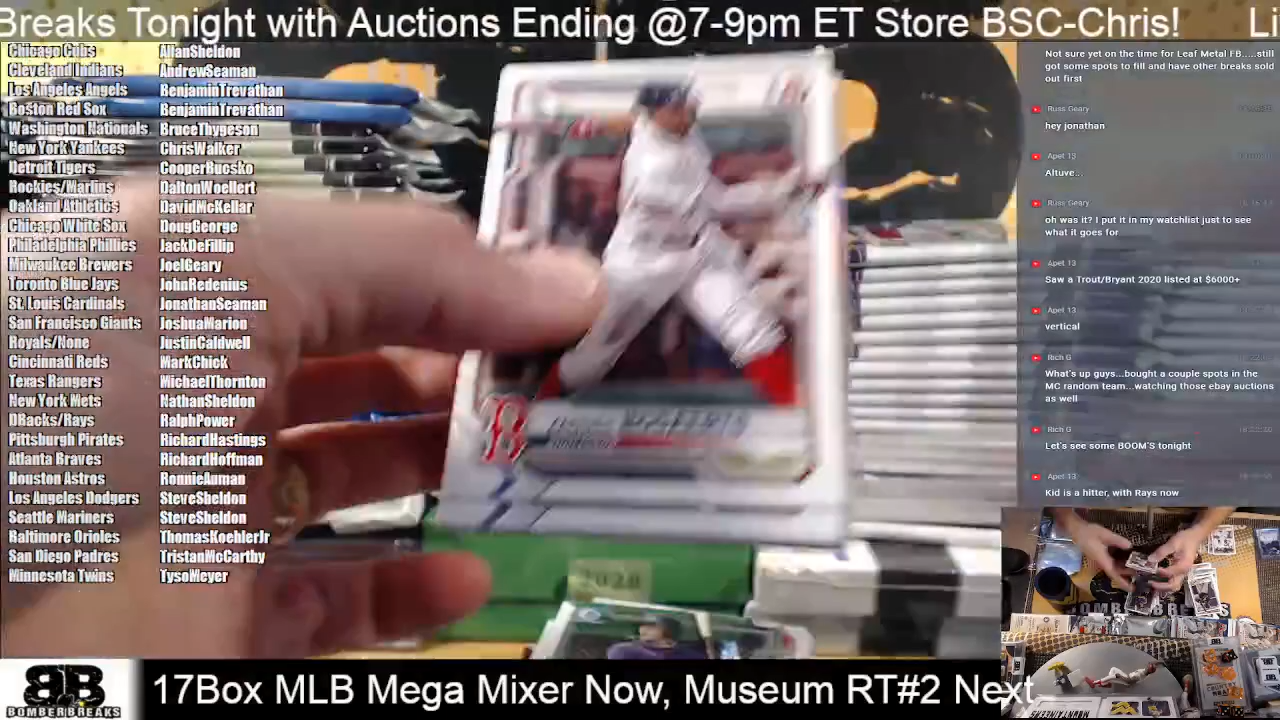 Breaks Tonight with Auctions Ending @7-9pm ET Store BSC-Chris! Li
Chicago Cubs AllanSheldon
Cleveland Indians AndrewSeaman
Los Angeles Angels BenjaminTrevathan
Boston Red Sox BenjaminTrevathan
Washington Nationals BruceThygeson
New York Yankees ChrisWalker
Detroit Tigers CooperBucsko
Rockies/Marlins DaltonWoellert
Oakland Athletics DavidMcKellar
Chicago White Sox DougGeorge
Philadelphia Phillies JackDeFilip
Milwaukee Brewers JoelGeary
Toronto Blue Jays JohnRedenius
St. Louis Cardinals JonathanSeaman
San Francisco Giants JoshuaMarion
Royals/None JustinCaldwell
Cincinnati Reds MarkChick
Texas Rangers MichaelThornton
New York Mets NathanSheldon
DBacks/Rays RalphPower
Pittsburgh Pirates RichardHastings
Atlanta Braves RichardHoffman
Houston Astros RonnieAuman
Los Angeles Dodgers SteveSheldon
Seattle Mariners SteveSheldon
Baltimore Orioles ThomasKoehlerJr
San Diego Padres TristanMcCarthy
Minnesota Twins TysoMeyer
Not sure yet on the time for Leaf Metal FB.....still
got some spots to fill and have other breaks sold
out first
Russ Geary
hey jonathan
Apet 13
Altuve..
Russ Geary
oh was it? I put it in my watchlist just to see
what it goes for
Apet 13
Saw a Trout/Bryant 2020 listed at $6000+
Apet 13
vertical
Rich G
What's up guys...bought a couple spots in the
MC random team...watching those ebay auctions
as well
Rich G
Let's see some BOOM'S tonight
Apet 13
Kid is a hitter, with Rays now
2020
BOMBERBREAKS
17Box MLB Mega Mixer Now, Museum RT#2 Next